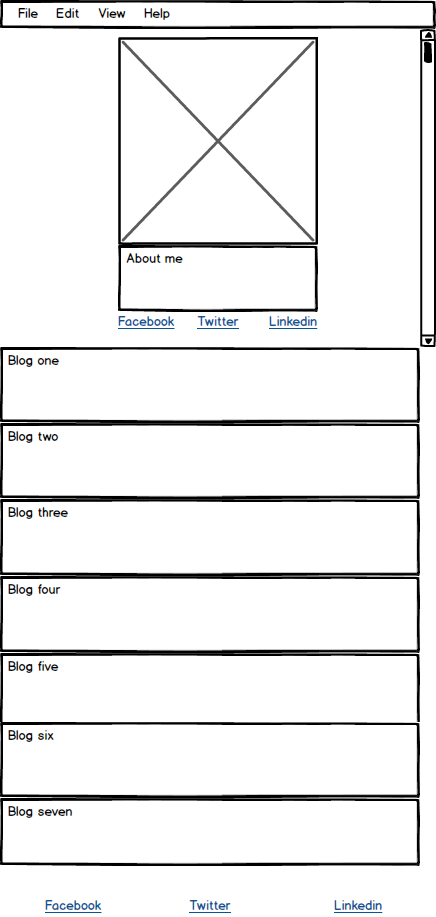 File Edit View Help
About me
Facebook Twitter Linkedin
Blog one
Blog two
Blog three
Blog four
Blog five
Blog six
Blog seven
Facebook Twitter Linkedin